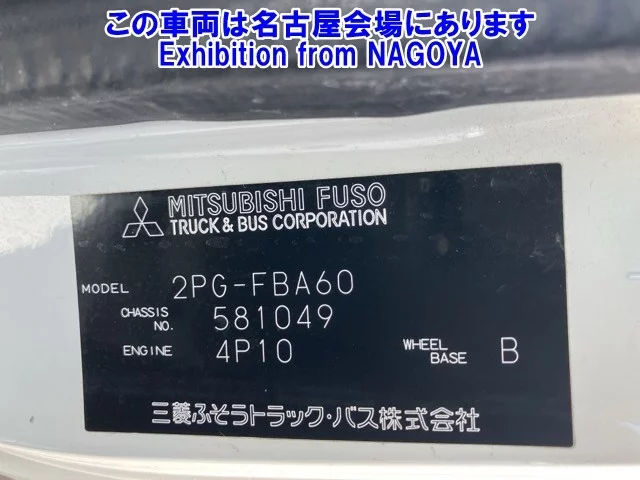 この車両は名古屋会場にあります
Exhibition from NAGOYA
MITSUBISHI FUSO
TRUCK & BUS CORPORATION
MODEL 2PG-FBA60
CHASSIS NO. 581049
ENGINE 4P10 WHEEL BASE B
三菱ふそうトラック・バス株式会社